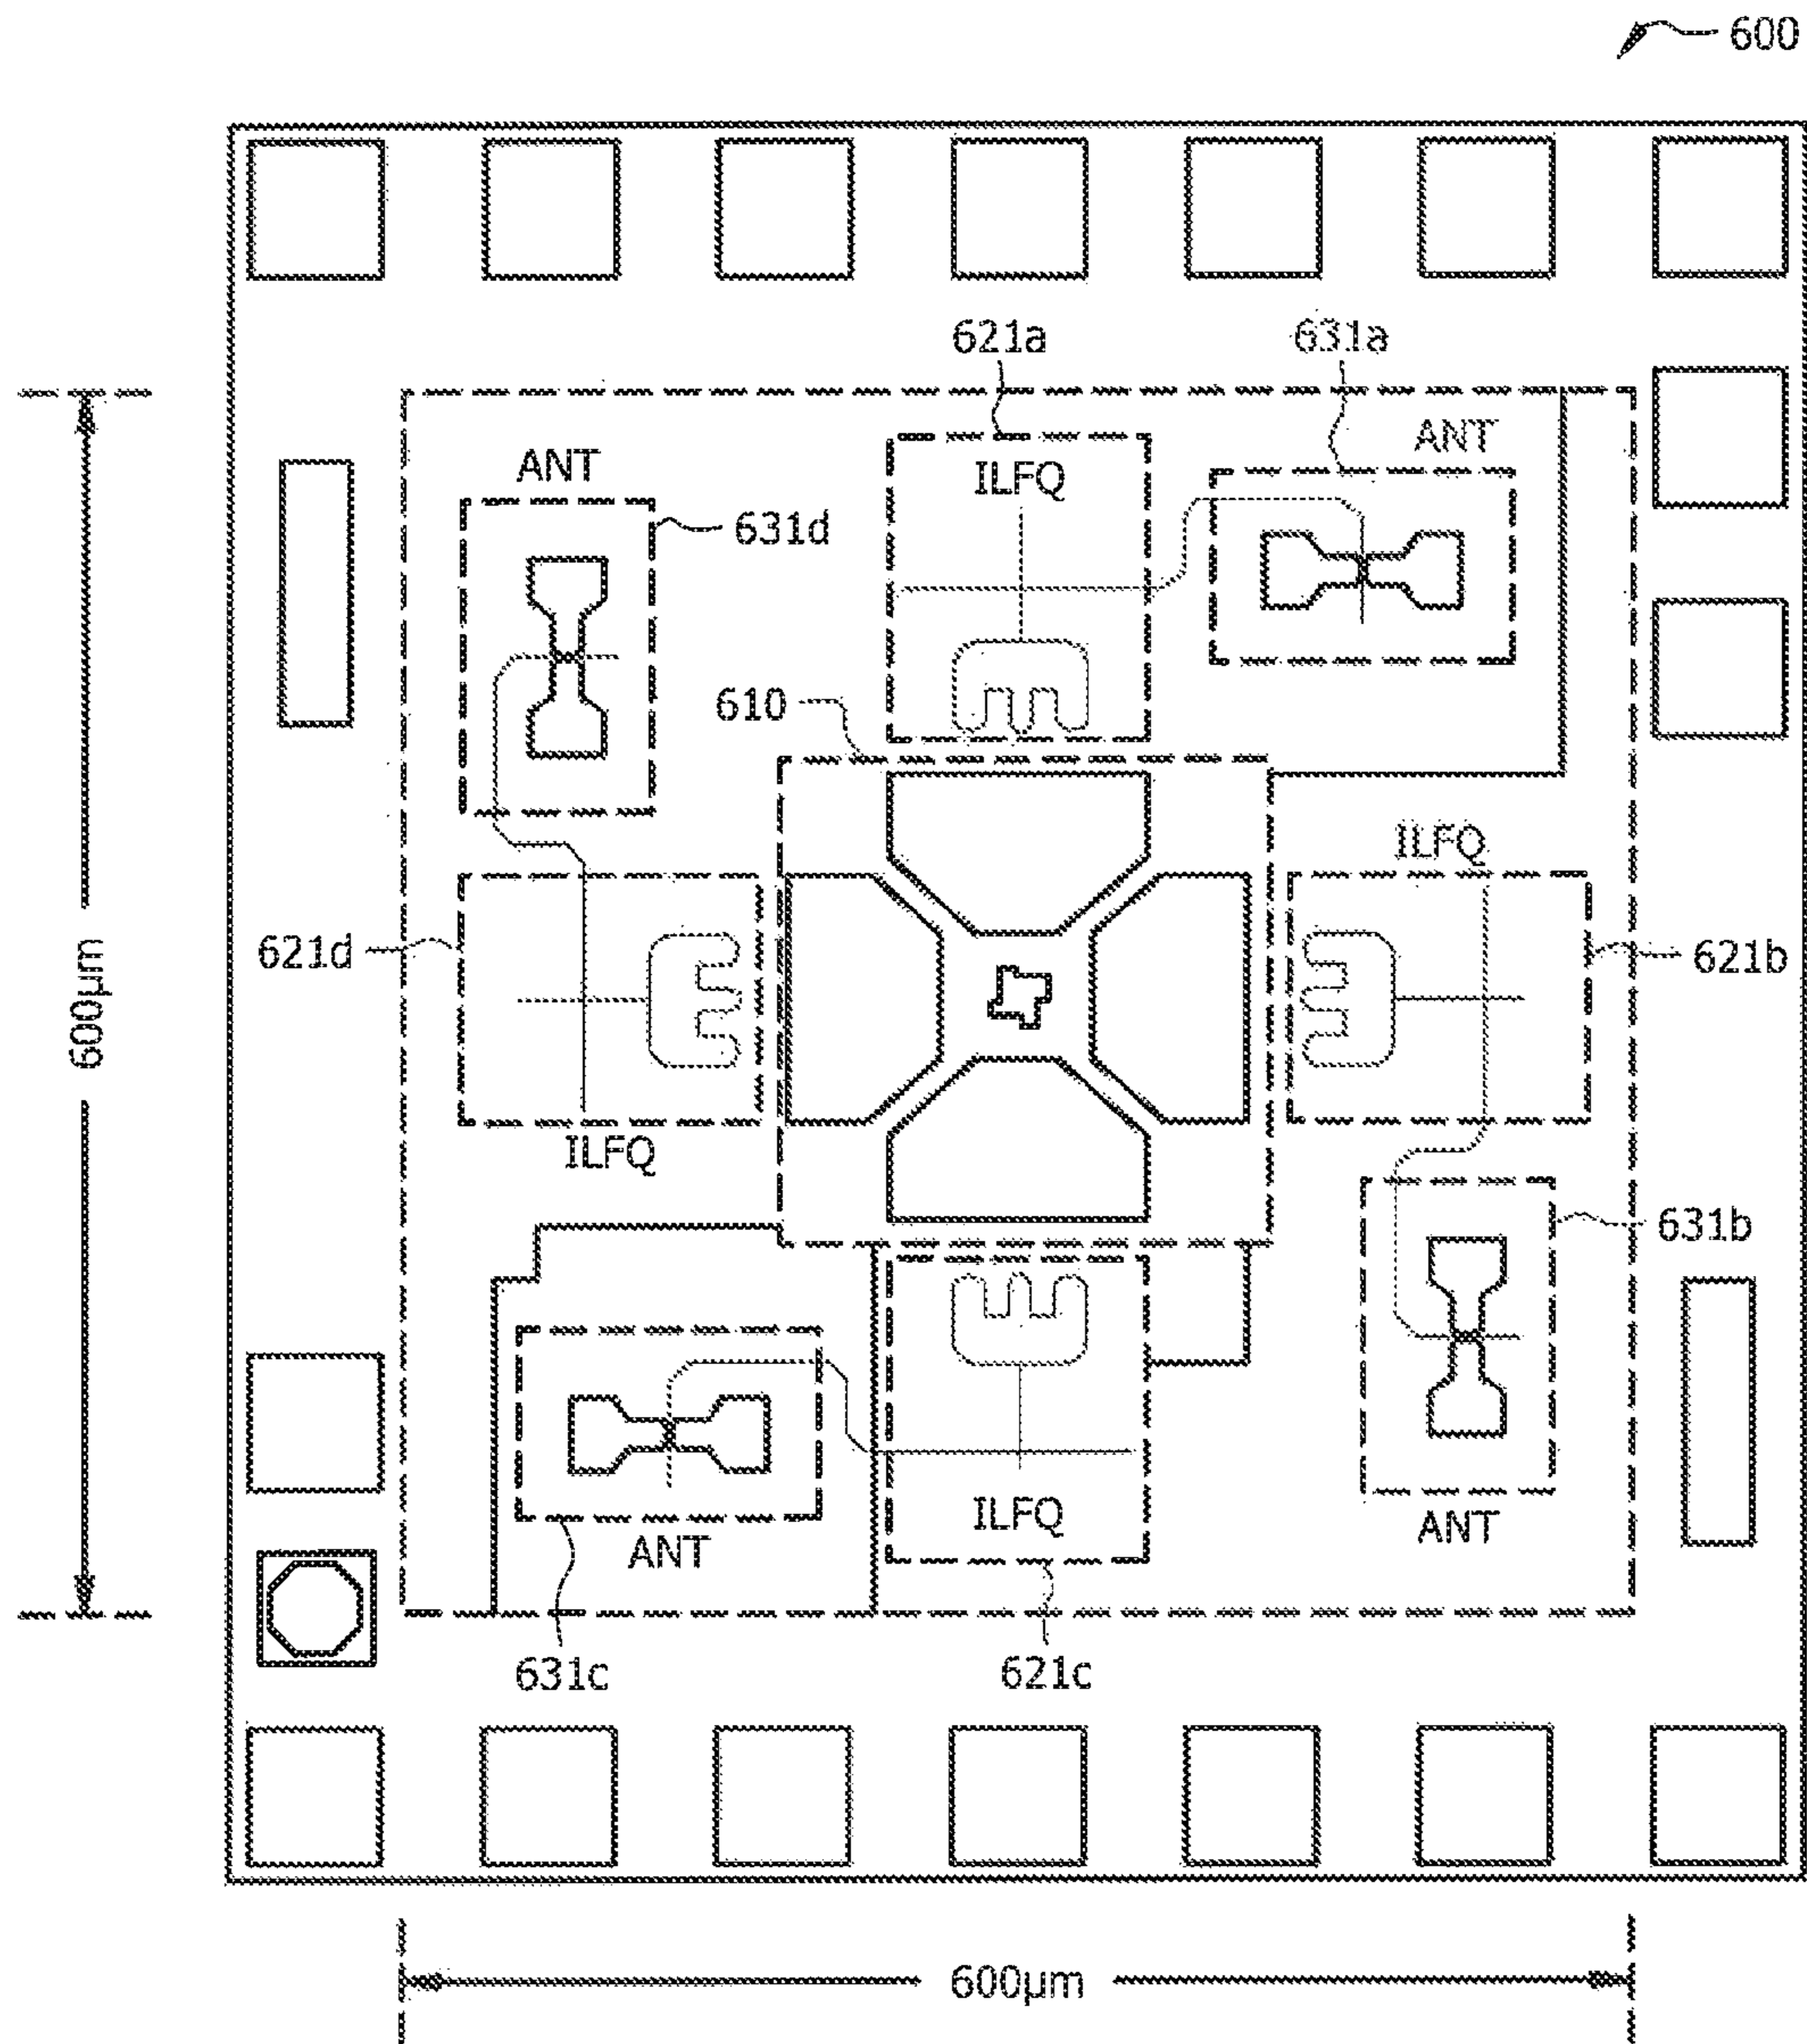 600
621a
631a
ANT
ANT
ILFQ
631d
610
ILFQ
621d
621b
600µm
ILFQ
631b
ILFQ
ANT
ANT
631c
621c
600µm